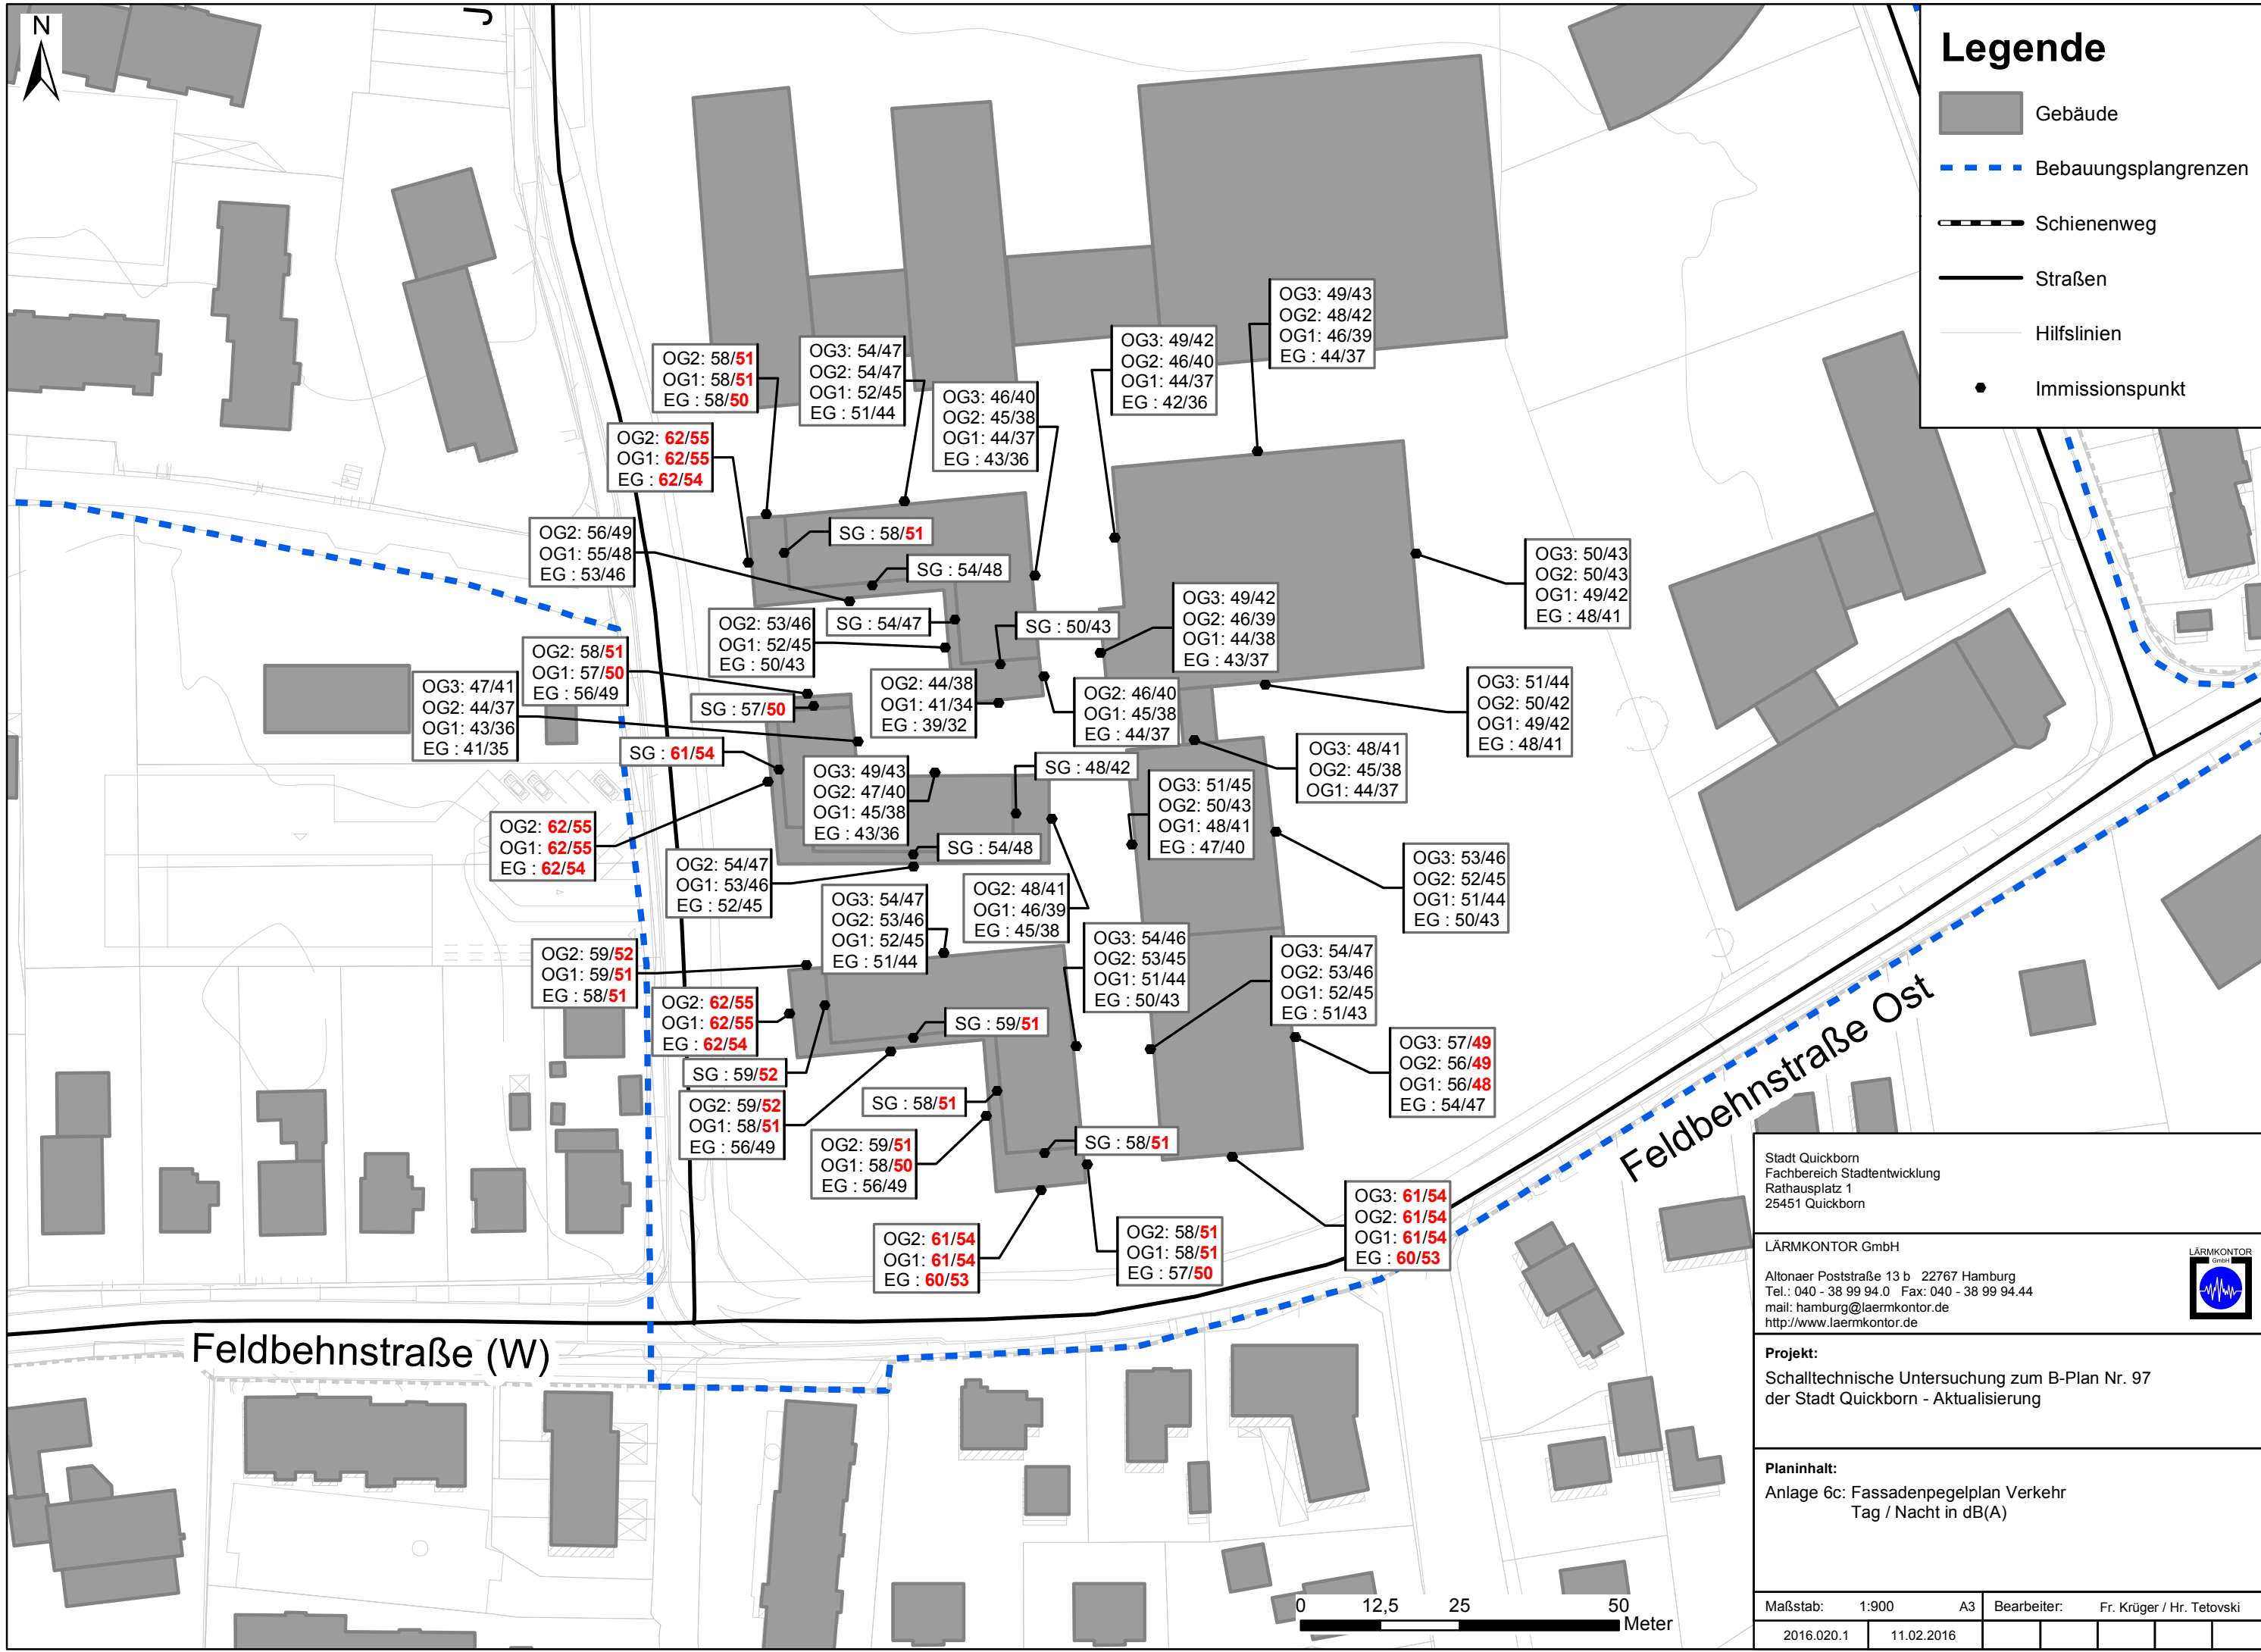 N
J
Legende
Gebäude
Bebauungsplangrenzen
Schienenweg
Straßen
Hilfslinien
Immissionspunkt
OG3: 49/43
OG2: 48/42
OG1: 46/39
EG : 44/37
OG3: 49/42
OG2: 46/40
OG1: 44/37
EG : 42/36
OG2: 58/51
OG1: 58/51
EG : 58/50
OG3: 54/47
OG2: 54/47
OG1: 52/45
EG : 51/44
OG3: 46/40
OG2: 45/38
OG1: 44/37
EG : 43/36
OG2: 62/55
OG1: 62/55
EG : 62/54
OG2: 56/49
OG1: 55/48
EG : 53/46
SG : 58/51
SG : 54/48
SG : 54/47
SG : 50/43
OG3: 50/43
OG2: 50/43
OG1: 49/42
EG : 48/41
OG2: 53/46
OG1: 52/45
EG : 50/43
OG3: 49/42
OG2: 46/39
OG1: 44/38
EG : 43/37
OG2: 58/51
OG1: 57/50
EG : 56/49
OG3: 47/41
OG2: 44/37
OG1: 43/36
EG : 41/35
SG : 57/50
OG2: 44/38
OG1: 41/34
EG : 39/32
OG2: 46/40
OG1: 45/38
EG : 44/37
OG3: 51/44
OG2: 50/42
OG1: 49/42
EG : 48/41
SG : 61/54
OG3: 49/43
OG2: 47/40
OG1: 45/38
EG : 43/36
SG : 48/42
OG3: 48/41
OG2: 45/38
OG1: 44/37
OG3: 51/45
OG2: 50/43
OG1: 48/41
EG : 47/40
OG2: 62/55
OG1: 62/55
EG : 62/54
SG : 54/48
OG2: 54/47
OG1: 53/46
EG : 52/45
OG3: 53/46
OG2: 52/45
OG1: 51/44
EG : 50/43
OG3: 54/47
OG2: 53/46
OG1: 52/45
EG : 51/44
OG2: 48/41
OG1: 46/39
EG : 45/38
OG3: 54/46
OG2: 53/45
OG1: 51/44
EG : 50/43
OG3: 54/47
OG2: 53/46
OG1: 52/45
EG : 51/43
OG2: 59/52
OG1: 59/51
EG : 58/51
OG2: 62/55
OG1: 62/55
EG : 62/54
SG : 59/51
SG : 59/52
OG3: 57/49
OG2: 56/49
OG1: 56/48
EG : 54/47
OG2: 59/52
OG1: 58/51
EG : 56/49
SG : 58/51
OG2: 59/51
OG1: 58/50
EG : 56/49
SG : 58/51
OG2: 61/54
OG1: 61/54
EG : 60/53
OG2: 58/51
OG1: 58/51
EG : 57/50
OG3: 61/54
OG2: 61/54
OG1: 61/54
EG : 60/53
Feldbehnstraße Ost
Feldbehnstraße (W)
Stadt Quickborn
Fachbereich Stadtentwicklung
Rathausplatz 1
25451 Quickborn
LÄRMKONTOR GmbH
Altonaer Poststraße 13 b 22767 Hamburg
Tel.: 040 - 38 99 94.0 Fax: 040 - 38 99 94.44
mail: hamburg@laermkontor.de
http://www.laermkontor.de
LÄRMKONTOR
GmbH
Projekt:
Schalltechnische Untersuchung zum B-Plan Nr. 97
der Stadt Quickborn - Aktualisierung
Planinhalt:
Anlage 6c: Fassadenpegelplan Verkehr
Tag / Nacht in dB(A)
0 12,5 25 50
Meter
Maßstab: 1:900 A3 Bearbeiter: Fr. Krüger / Hr. Tetovski
2016.020.1 11.02.2016